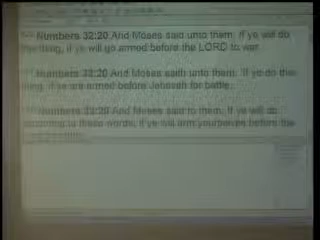 Numbers 32:20 And Moses said unto them, If ye will do
this thing, if ye will go armed before the LORD to war
Numbers 32:20 And Moses saith unto them, 'If ye do this
thing, if ye are armed before Jehovah for battle
Numbers 32:20 And Moses said to them, If ye will do
according to these words, if ye will arm yourselves before the